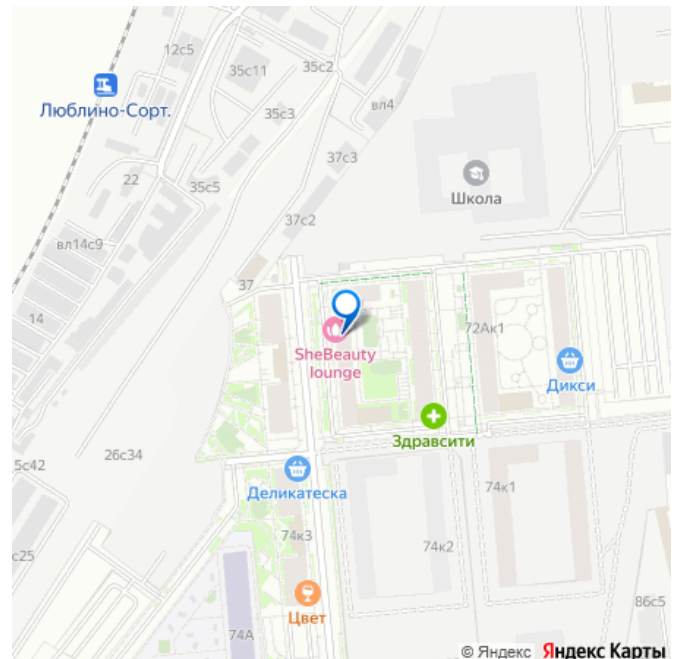 12с5
35с11
35с2
Люблино-Сорт.
35с3
вл4
37с3
22
35с5
Школа
37с2
вл14с9
37
14
SheBeauty
lounge
72Ак1
Дикси
Здравсити
26с34
5с42
Деликатеска
74к1
74к3
74к2
с25
Цвет
86с5
74А
© Яндекс Яндекс Карты